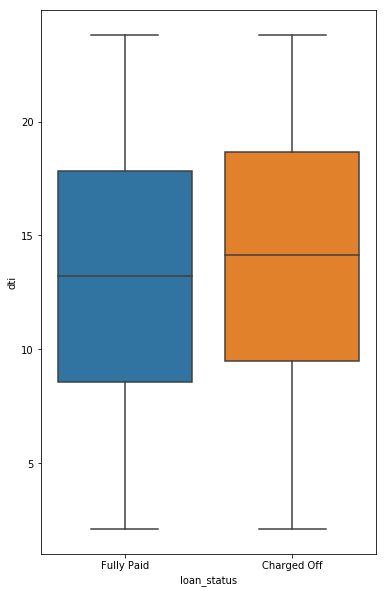 20
15
10
5
dti
Fully Paid
Charged Off
loan_status